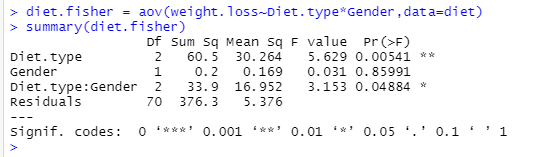 > diet.fisher = aov(weight.loss~Diet.type*Gender,data=diet)
> summary(diet.fisher)
                 Df Sum Sq Mean Sq F value  Pr(>F)
Diet.type         2   60.5  30.264   5.629 0.00541 **
Gender            1    0.2   0.169   0.031 0.85991
Diet.type:Gender  2   33.9  16.952   3.153 0.04884 *
Residuals        70  376.3   5.376
---
Signif. codes:  0 ‘***’ 0.001 ‘**’ 0.01 ‘*’ 0.05 ‘.’ 0.1 ‘ ’ 1
>